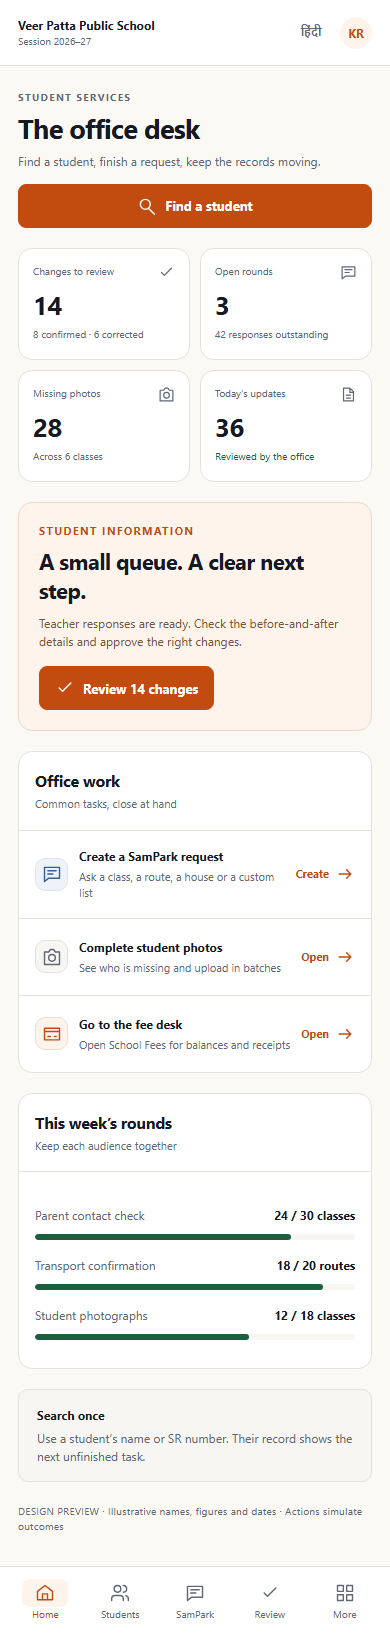 Veer Patta Public School
Session 2026–27
हिंदी
KR
STUDENT SERVICES
The office desk
Find a student, finish a request, keep the records moving.
Find a student
Changes to review
14
8 confirmed · 6 corrected
Open rounds
3
42 responses outstanding
Missing photos
28
Across 6 classes
Today's updates
36
Reviewed by the office
STUDENT INFORMATION
A small queue. A clear next
step.
Teacher responses are ready. Check the before-and-after
details and approve the right changes.
Review 14 changes
Office work
Common tasks, close at hand
Create a SamPark request
Ask a class, a route, a house or a custom
list
Create
Complete student photos
See who is missing and upload in batches
Open
Go to the fee desk
Open School Fees for balances and receipts
Open
This week's rounds
Keep each audience together
Parent contact check
24 / 30 classes
Transport confirmation
18 / 20 routes
Student photographs
12 / 18 classes
Search once
Use a student's name or SR number. Their record shows the
next unfinished task.
DESIGN PREVIEW · Illustrative names, figures and dates · Actions simulate
outcomes
Home
Students
SamPark
Review
More